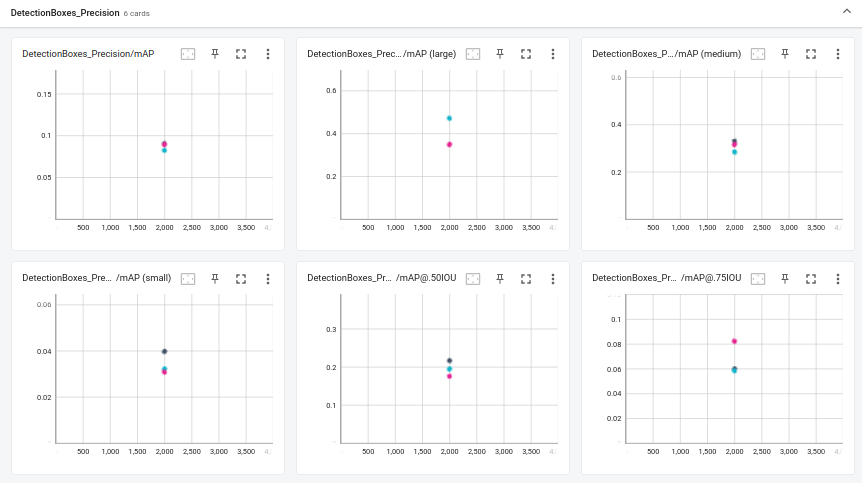 DetectionBoxes_Precision 6 cards
DetectionBoxes_Precision/mAP
0.15
0.1
0.05
500 1,000 1,500 2,000 2,500 3,000 3,500 4,
DetectionBoxes_Prec.../mAP (large)
0.6
0.4
0.2
500 1,000 1,500 2,000 2,500 3,000 3,500 4,
DetectionBoxes_P.../mAP (medium)
0.6
0.4
0.2
500 1,000 1,500 2,000 2,500 3,000 3,500 4,
DetectionBoxes_Pre... /mAP (small)
0.06
0.04
0.02
500 1,000 1,500 2,000 2,500 3,000 3,500 4,
DetectionBoxes_Pr... /mAP@.50IOU
0.3
0.2
0.1
500 1,000 1,500 2,000 2,500 3,000 3,500 4,
DetectionBoxes_Pr... /mAP@.75IOU
0.1
0.08
0.06
0.04
0.02
500 1,000 1,500 2,000 2,500 3,000 3,500 4,